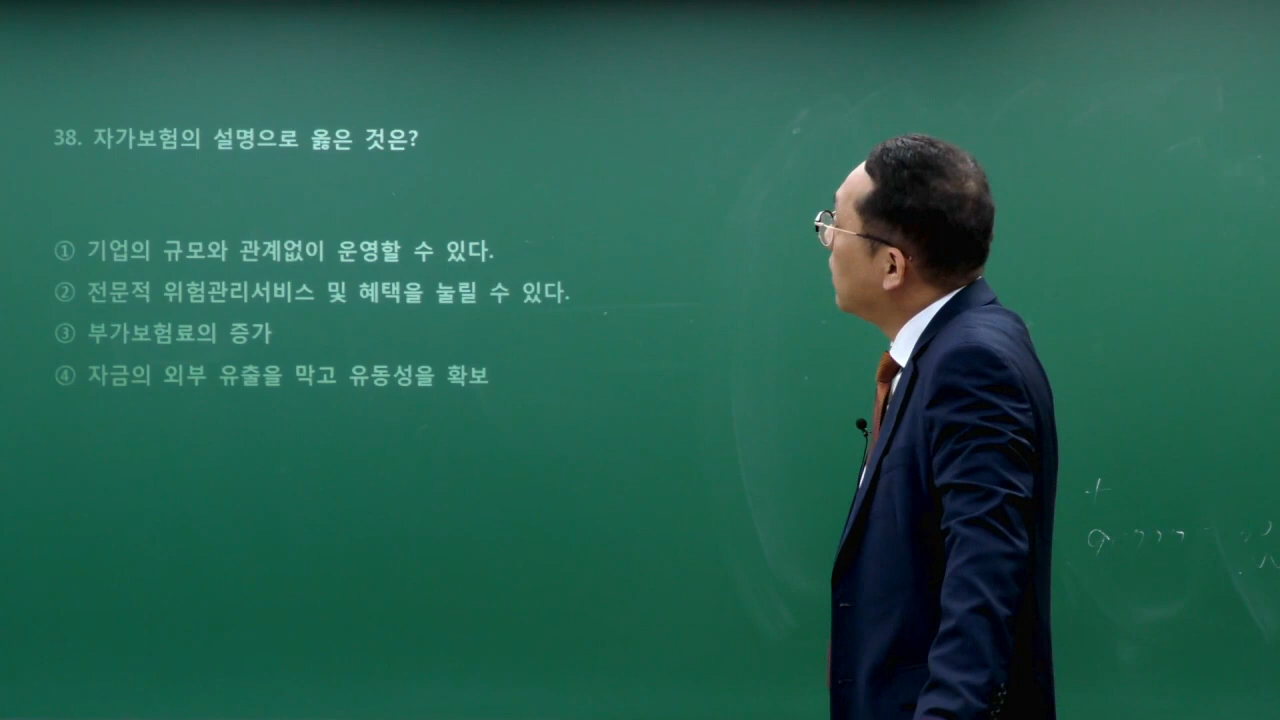 38. 자가보험의 설명으로 옳은 것은?
① 기업의 규모와 관계없이 운영할 수 있다.
② 전문적 위험관리서비스 및 혜택을 눌릴 수 있다.
③ 부가보험료의 증가
④ 자금의 외부 유출을 막고 유동성을 확보